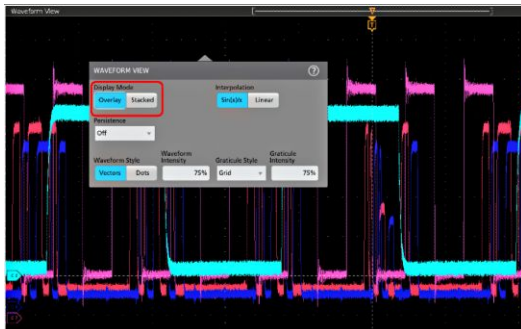 Waveform View
WAVEFORM VIEW
Display Mode
Interpolation
Overlay Stacked
Sin(x)/x Linear
Persistence
Off
Waveform Style
Waveform Intensity
Graticule Style
Graticule Intensity
Vectors Dots
75%
Grid
75%